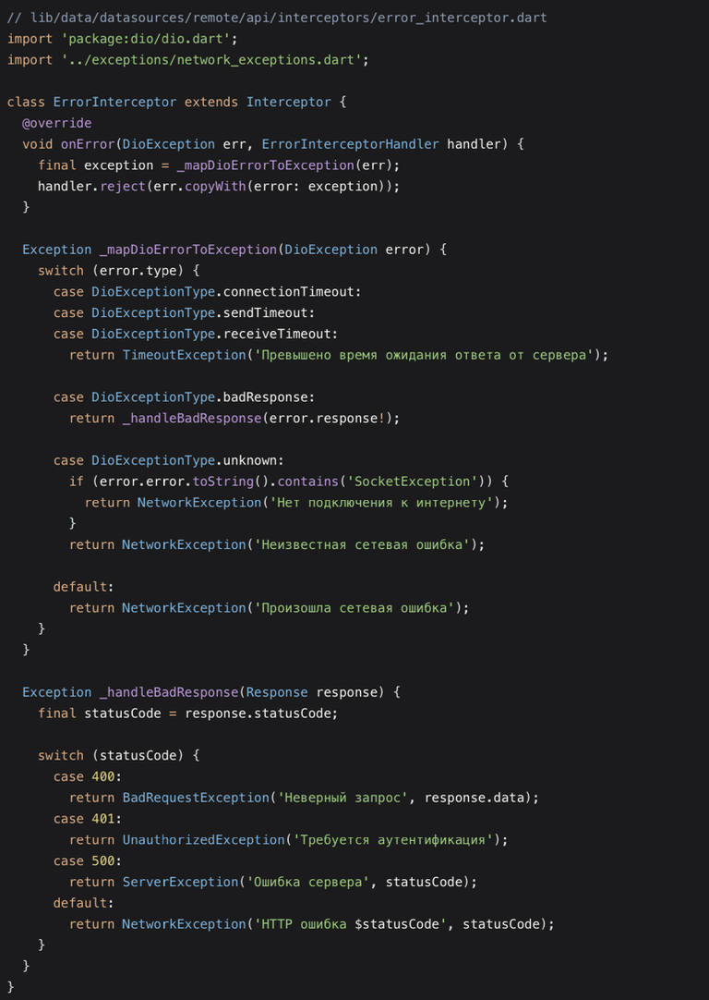 // lib/data/datasources/remote/api/interceptors/error_interceptor.dart
import 'package:dio/dio.dart';
import '../exceptions/network_exceptions.dart';

class ErrorInterceptor extends Interceptor {
  @override
  void onError(DioException err, ErrorInterceptorHandler handler) {
    final exception = _mapDioErrorToException(err);
    handler.reject(err.copyWith(error: exception));
  }

  Exception _mapDioErrorToException(DioException error) {
    switch (error.type) {
      case DioExceptionType.connectionTimeout:
      case DioExceptionType.sendTimeout:
      case DioExceptionType.receiveTimeout:
        return TimeoutException('Превышено время ожидания ответа от сервера');

      case DioExceptionType.badResponse:
        return _handleBadResponse(error.response!);

      case DioExceptionType.unknown:
        if (error.error.toString().contains('SocketException')) {
          return NetworkException('Нет подключения к интернету');
        }
        return NetworkException('Неизвестная сетевая ошибка');

      default:
        return NetworkException('Произошла сетевая ошибка');
    }
  }

  Exception _handleBadResponse(Response response) {
    final statusCode = response.statusCode;

    switch (statusCode) {
      case 400:
        return BadRequestException('Неверный запрос', response.data);
      case 401:
        return UnauthorizedException('Требуется аутентификация');
      case 500:
        return ServerException('Ошибка сервера', statusCode);
      default:
        return NetworkException('HTTP ошибка $statusCode', statusCode);
    }
  }
}